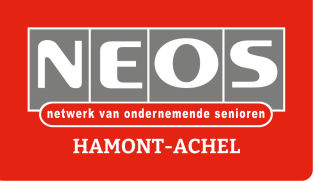 NEOS
netwerk van ondernemende senioren
HAMONT-ACHEL